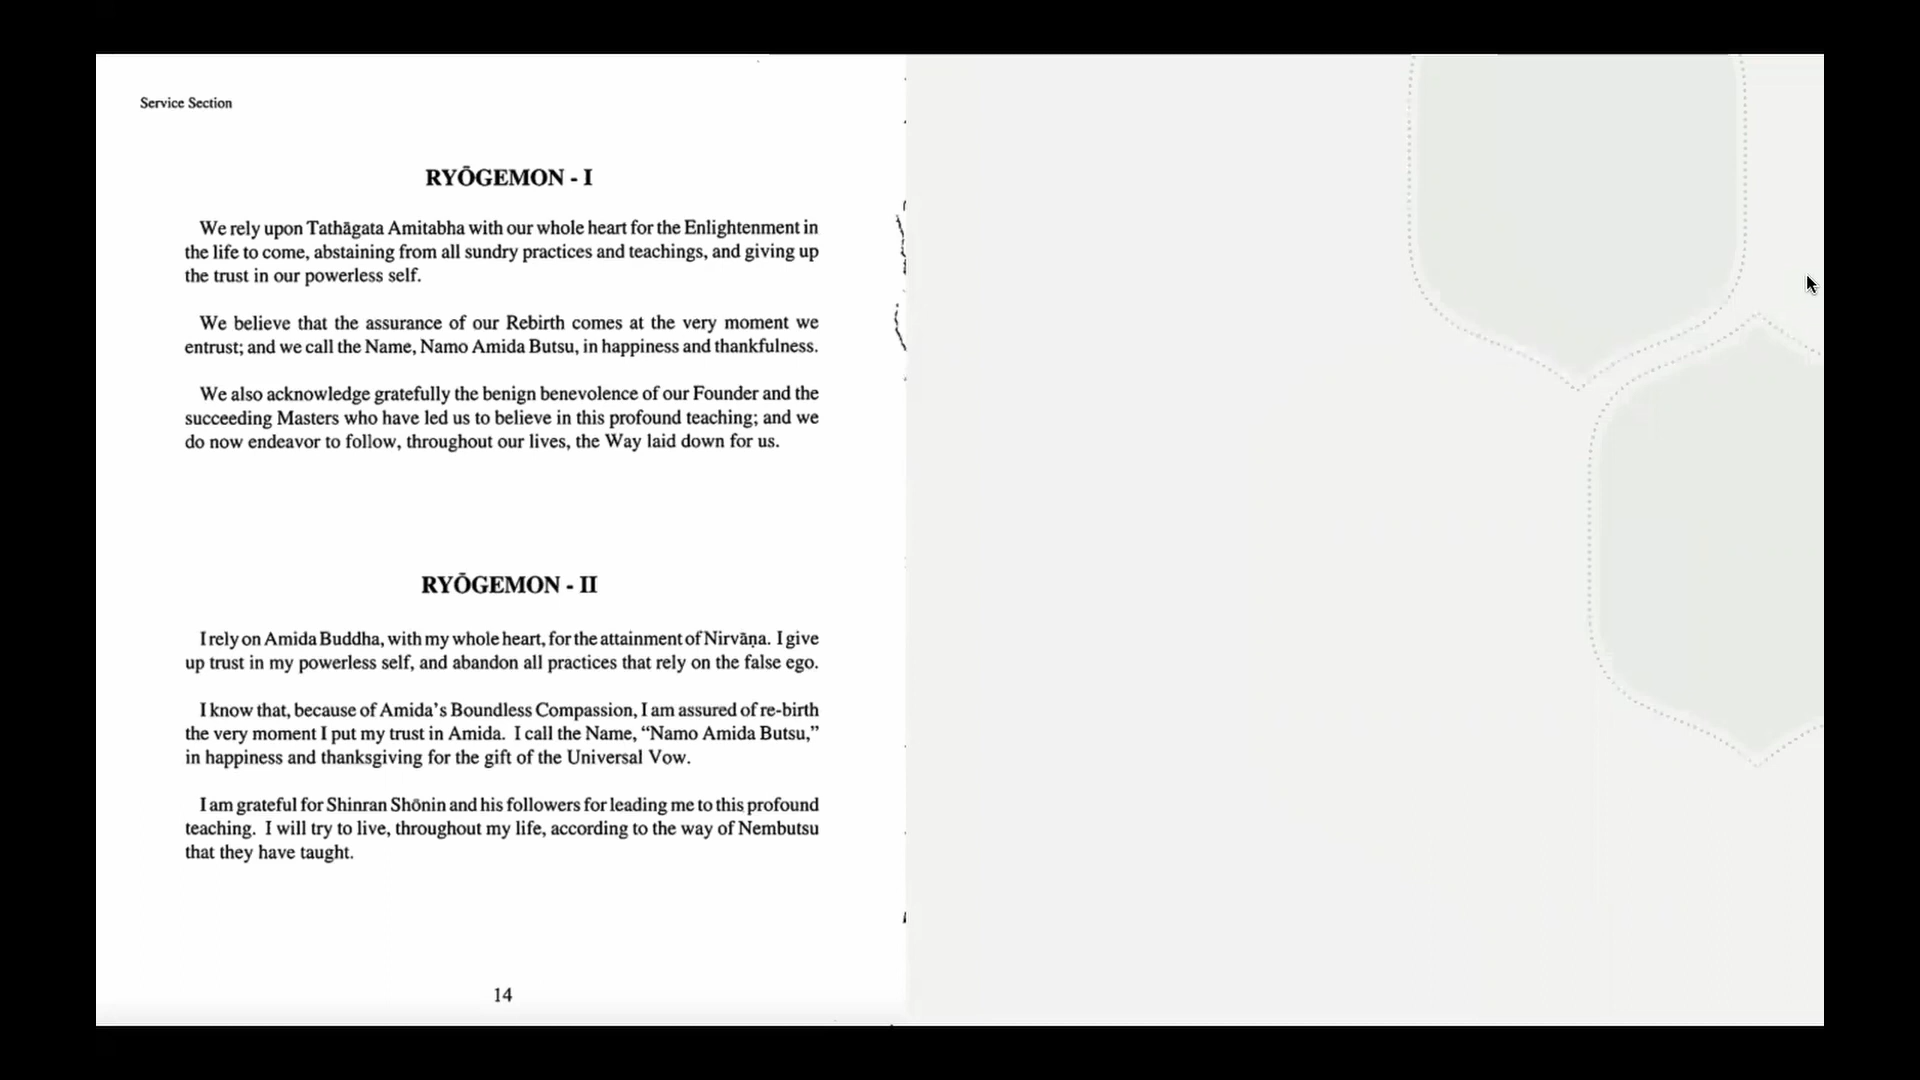 Service Section
RYŌGEMON - I
We rely upon Tathāgata Amitabha with our whole heart for the Enlightenment in
the life to come, abstaining from all sundry practices and teachings, and giving up
the trust in our powerless self.
We believe that the assurance of our Rebirth comes at the very moment we
entrust; and we call the Name, Namo Amida Butsu, in happiness and thankfulness.
We also acknowledge gratefully the benign benevolence of our Founder and the
succeeding Masters who have led us to believe in this profound teaching; and we
do now endeavor to follow, throughout our lives, the Way laid down for us.
RYŌGEMON - II
I rely on Amida Buddha, with my whole heart, for the attainment of Nirvāṇa. I give
up trust in my powerless self, and abandon all practices that rely on the false ego.
I know that, because of Amida's Boundless Compassion, I am assured of re-birth
the very moment I put my trust in Amida. I call the Name, “Namo Amida Butsu,”
in happiness and thanksgiving for the gift of the Universal Vow.
I am grateful for Shinran Shōnin and his followers for leading me to this profound
teaching. I will try to live, throughout my life, according to the way of Nembutsu
that they have taught.
14